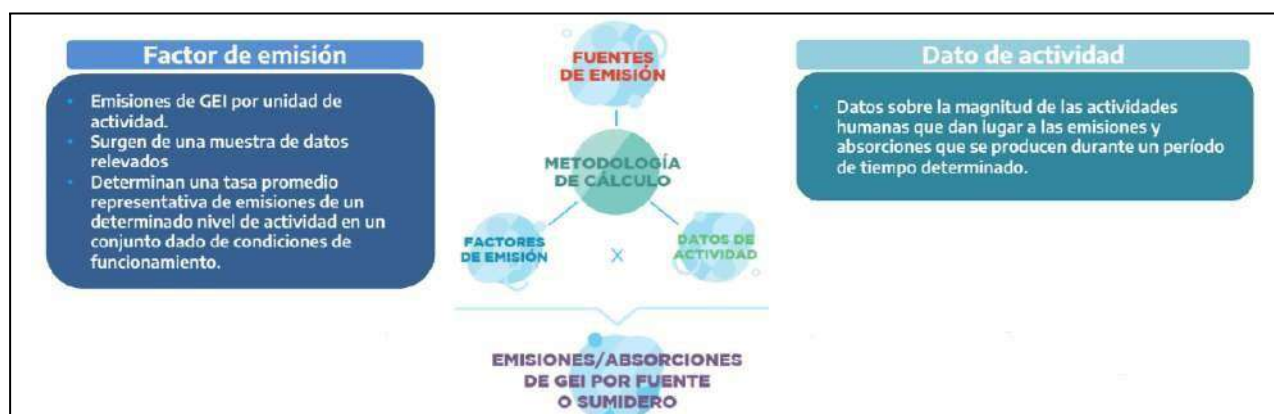 Factor de emisión
• Emisiones de GEI por unidad de
actividad.
• Surgen de una muestra de datos
relevados
• Determinan una tasa promedio
representativa de emisiones de un
determinado nivel de actividad en un
conjunto dado de condiciones de
funcionamiento.
FUENTES
DE EMISIÓN
METODOLOGÍA
DE CÁLCULO
FACTORES
DE EMISIÓN
X
DATOS DE
ACTIVIDAD
EMISIONES/ABSORCIONES
DE GEI POR FUENTE
O SUMIDERO
Dato de actividad
• Datos sobre la magnitud de las actividades
humanas que dan lugar a las emisiones y
absorciones que se producen durante un período
de tiempo determinado.